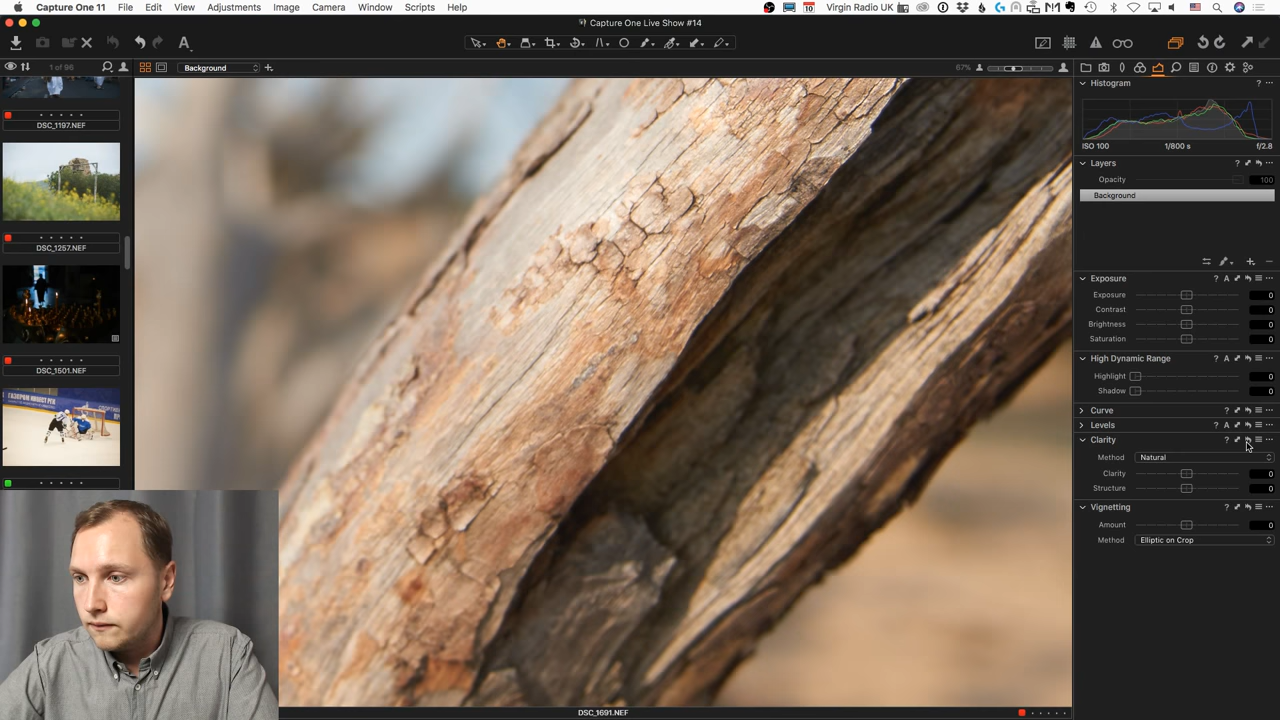 Capture One 11 File Edit View Adjustments Image Camera Window Scripts Help Virgin Radio UK 10
Capture One Live Show #14
1 of 96 Background 67%
DSC_1197.NEF
DSC_1257.NEF
DSC_1501.NEF
DSC_1691.NEF
Histogram
ISO 100 1/800 s f/2.8
Layers
Opacity 100
Background
Exposure
Exposure 0
Contrast 0
Brightness 0
Saturation 0
High Dynamic Range
Highlight 0
Shadow 0
Curve
Levels
Clarity
Method Natural
Clarity 0
Structure 0
Vignetting
Amount 0
Method Elliptic on Crop